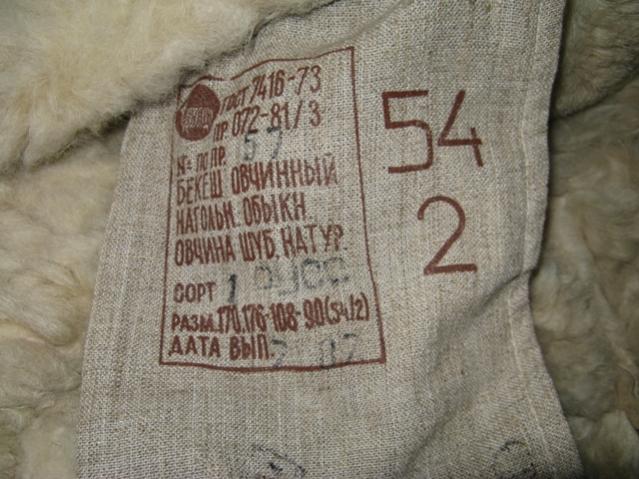 ГОСТ 7416-73
ПР 072-81/3
№ ПО ПР. 57
БЕКЕШ ОВЧИННЫЙ
НАГОЛЬН. ОБЫКН.
ОВЧИНА ШУБ. НАТУР.
СОРТ 1
РАЗМ. 170.176-108-90(54/2)
ДАТА ВЫП.
54
2